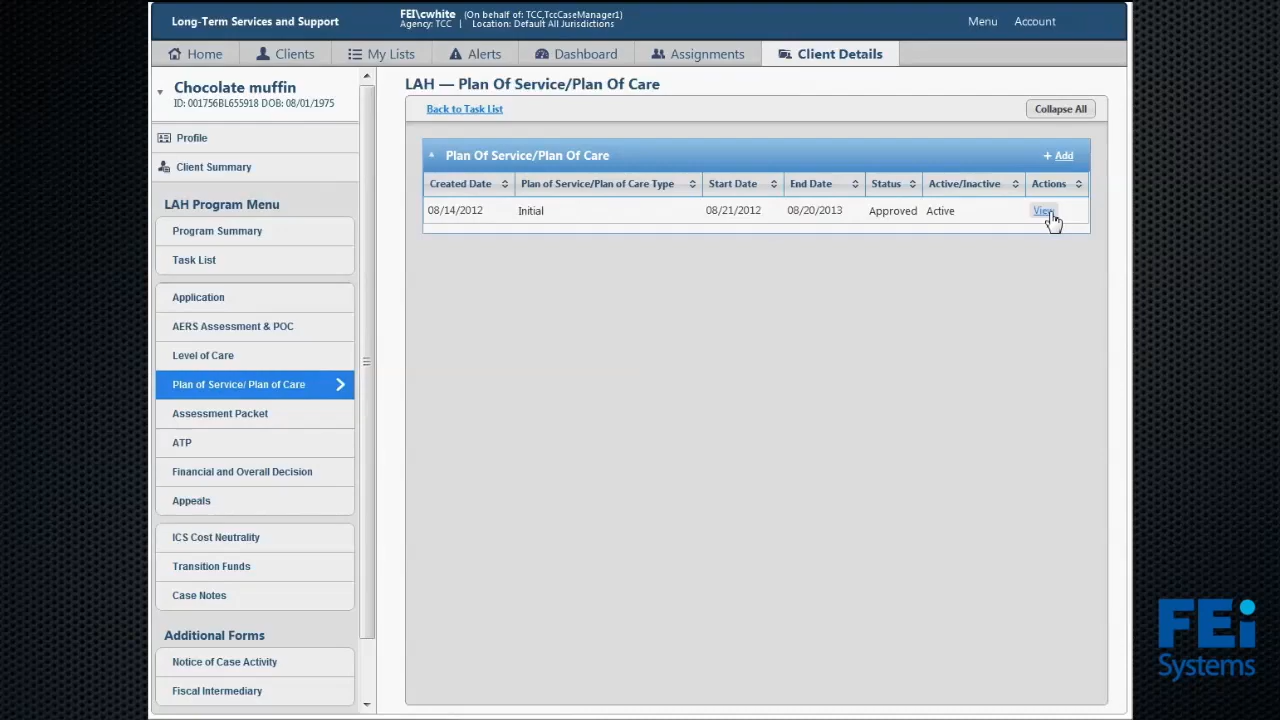 Long-Term Services and Support
FEI\cwhite (On behalf of: TCC,TccCaseManager1)
Agency: TCC | Location: Default All Jurisdictions
Menu Account
Home Clients My Lists Alerts Dashboard Assignments Client Details
Chocolate muffin
ID: 001756BL655918 DOB: 08/01/1975
Profile
Client Summary
LAH Program Menu
Program Summary
Task List
Application
AERS Assessment & POC
Level of Care
Plan of Service/ Plan of Care
Assessment Packet
ATP
Financial and Overall Decision
Appeals
ICS Cost Neutrality
Transition Funds
Case Notes
Additional Forms
Notice of Case Activity
Fiscal Intermediary
LAH — Plan Of Service/Plan Of Care
Back to Task List Collapse All
Plan Of Service/Plan Of Care + Add
Created Date Plan of Service/Plan of Care Type Start Date End Date Status Active/Inactive Actions
08/14/2012 Initial 08/21/2012 08/20/2013 Approved Active View
FEi
Systems